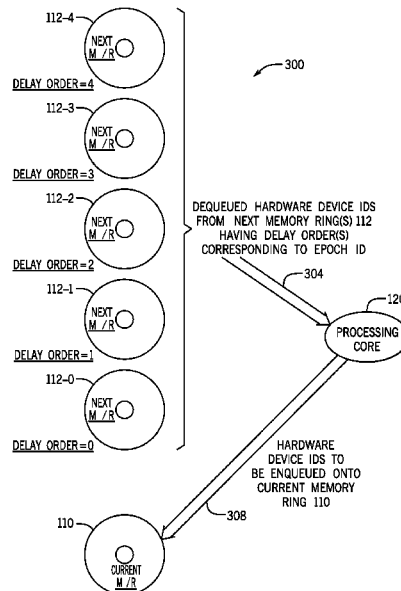 112-4
NEXT
M /R
DELAY ORDER=4
112-3
NEXT
M /R
DELAY ORDER=3
112-2
NEXT
M /R
DELAY ORDER=2
112-1
NEXT
M /R
DELAY ORDER=1
112-0
NEXT
M /R
DELAY ORDER=0
300
DEQUEUED HARDWARE DEVICE IDS
FROM NEXT MEMORY RING(S) 112
HAVING DELAY ORDER(S)
CORRESPONDING TO EPOCH ID
304
120
PROCESSING
CORE
HARDWARE
DEVICE IDS TO
BE ENQUEUED ONTO
CURRENT MEMORY
RING 110
308
110
CURRENT
M /R